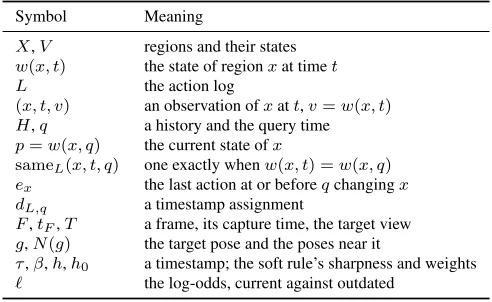 Symbol Meaning
X, V regions and their states
w(x, t) the state of region x at time t
L the action log
(x, t, v) an observation of x at t, v = w(x, t)
H, q a history and the query time
p = w(x, q) the current state of x
same_L(x, t, q) one exactly when w(x, t) = w(x, q)
e_x the last action at or before q changing x
d_{L,q} a timestamp assignment
F, t_F, T a frame, its capture time, the target view
g, N(g) the target pose and the poses near it
τ, β, h, h_0 a timestamp; the soft rule's sharpness and weights
ℓ the log-odds, current against outdated